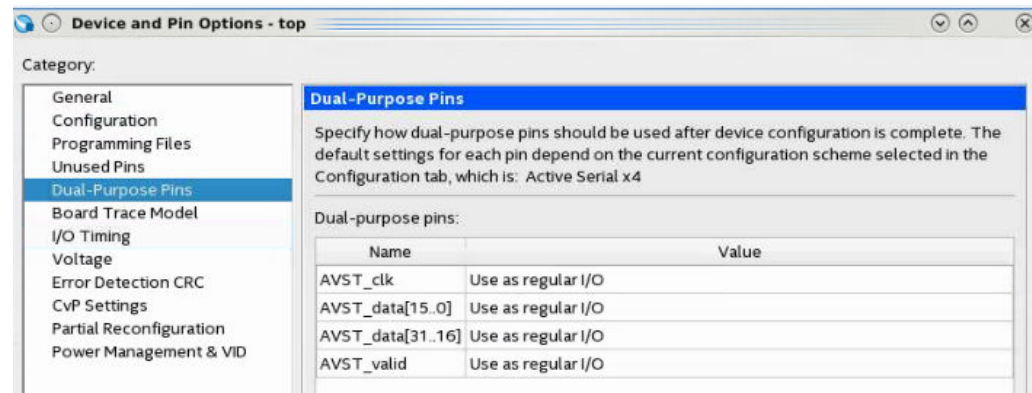 Device and Pin Options - top
Category:
General
Configuration
Programming Files
Unused Pins
Dual-Purpose Pins
Board Trace Model
I/O Timing
Voltage
Error Detection CRC
CvP Settings
Partial Reconfiguration
Power Management & VID
Dual-Purpose Pins
Specify how dual-purpose pins should be used after device configuration is complete. The
default settings for each pin depend on the current configuration scheme selected in the
Configuration tab, which is: Active Serial x4
Dual-purpose pins:
Name Value
AVST_clk Use as regular I/O
AVST_data[15..0] Use as regular I/O
AVST_data[31..16] Use as regular I/O
AVST_valid Use as regular I/O